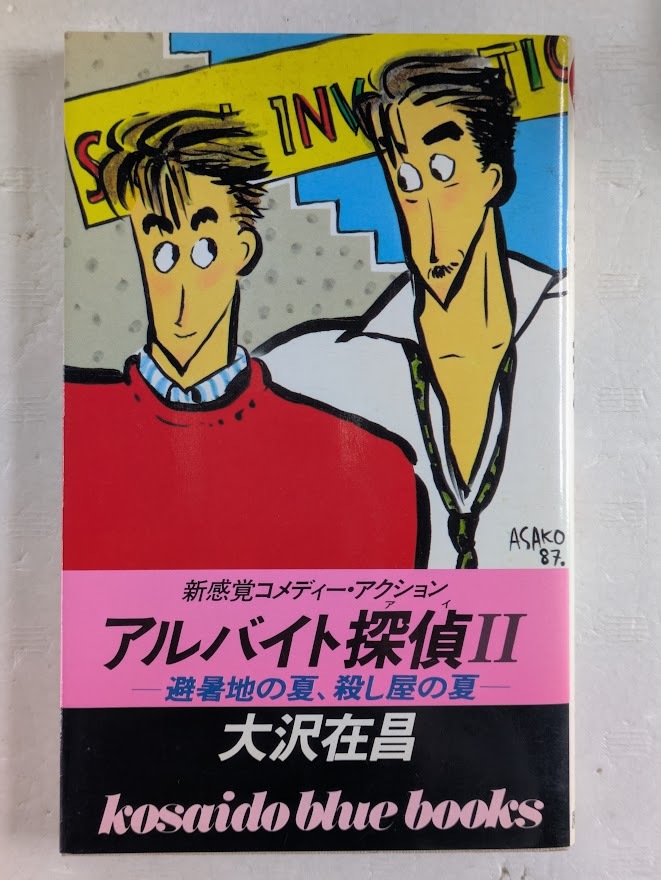 INV
TIO
ASAKO
87.
新感覚コメディー・アクション
アルバイト探偵II
アイ
―避暑地の夏、殺し屋の夏―
大沢在昌
kosaido blue books